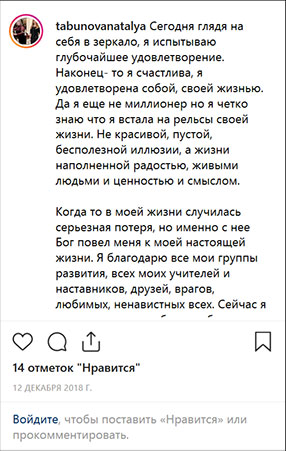 tabunovanatalya Сегодня глядя на
себя в зеркало, я испытываю
глубочайшее удовлетворение.
Наконец- то я счастлива, я
удовлетворена собой, своей жизнью.
Да я еще не миллионер но я четко
знаю что я встала на рельсы своей
жизни. Не красивой, пустой,
бесполезной иллюзии, а жизни
наполненной радостью, живыми
людьми и ценностью и смыслом.
Когда то в моей жизни случилась
серьезная потеря, но именно с нее
Бог повел меня к моей настоящей
жизни. Я благодарю все мои группы
развития, всех моих учителей и
наставников, друзей, врагов,
любимых, ненавистных всех. Сейчас я
14 отметок "Нравится"
12 ДЕКАБРЯ 2018 Г.
Войдите, чтобы поставить «Нравится» или
прокомментировать.